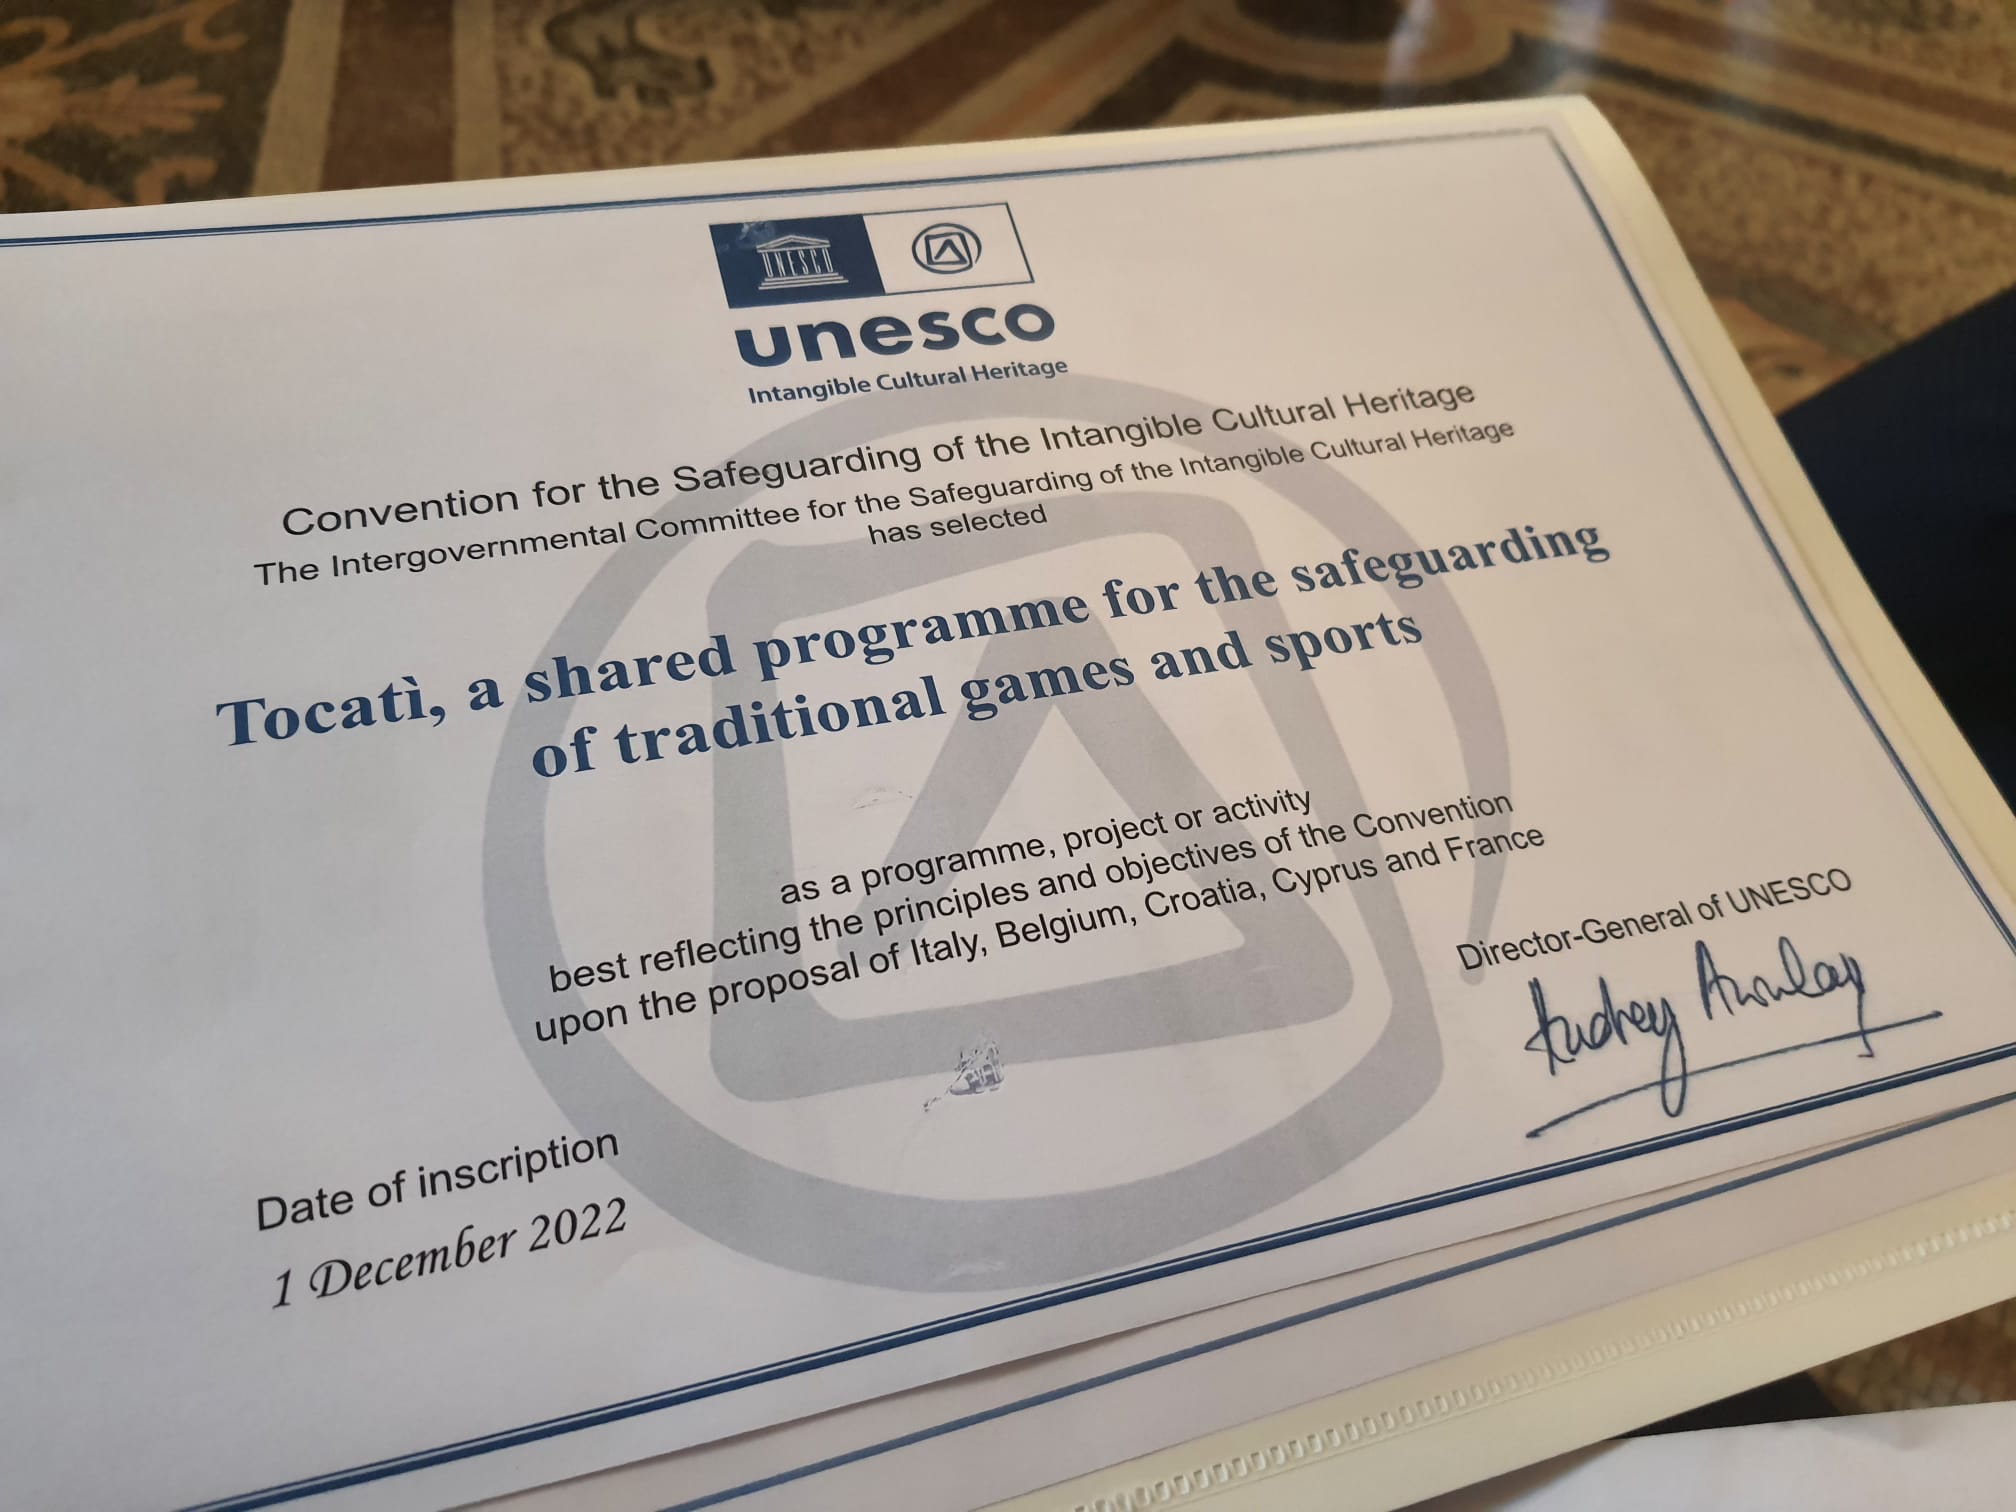 UNESCO
unesco
Intangible Cultural Heritage
Convention for the Safeguarding of the Intangible Cultural Heritage
The Intergovernmental Committee for the Safeguarding of the Intangible Cultural Heritage
has selected
Tocatì, a shared programme for the safeguarding
of traditional games and sports
as a programme, project or activity
best reflecting the principles and objectives of the Convention
upon the proposal of Italy, Belgium, Croatia, Cyprus and France
Director-General of UNESCO
Audrey Azoulay
Date of inscription
1 December 2022